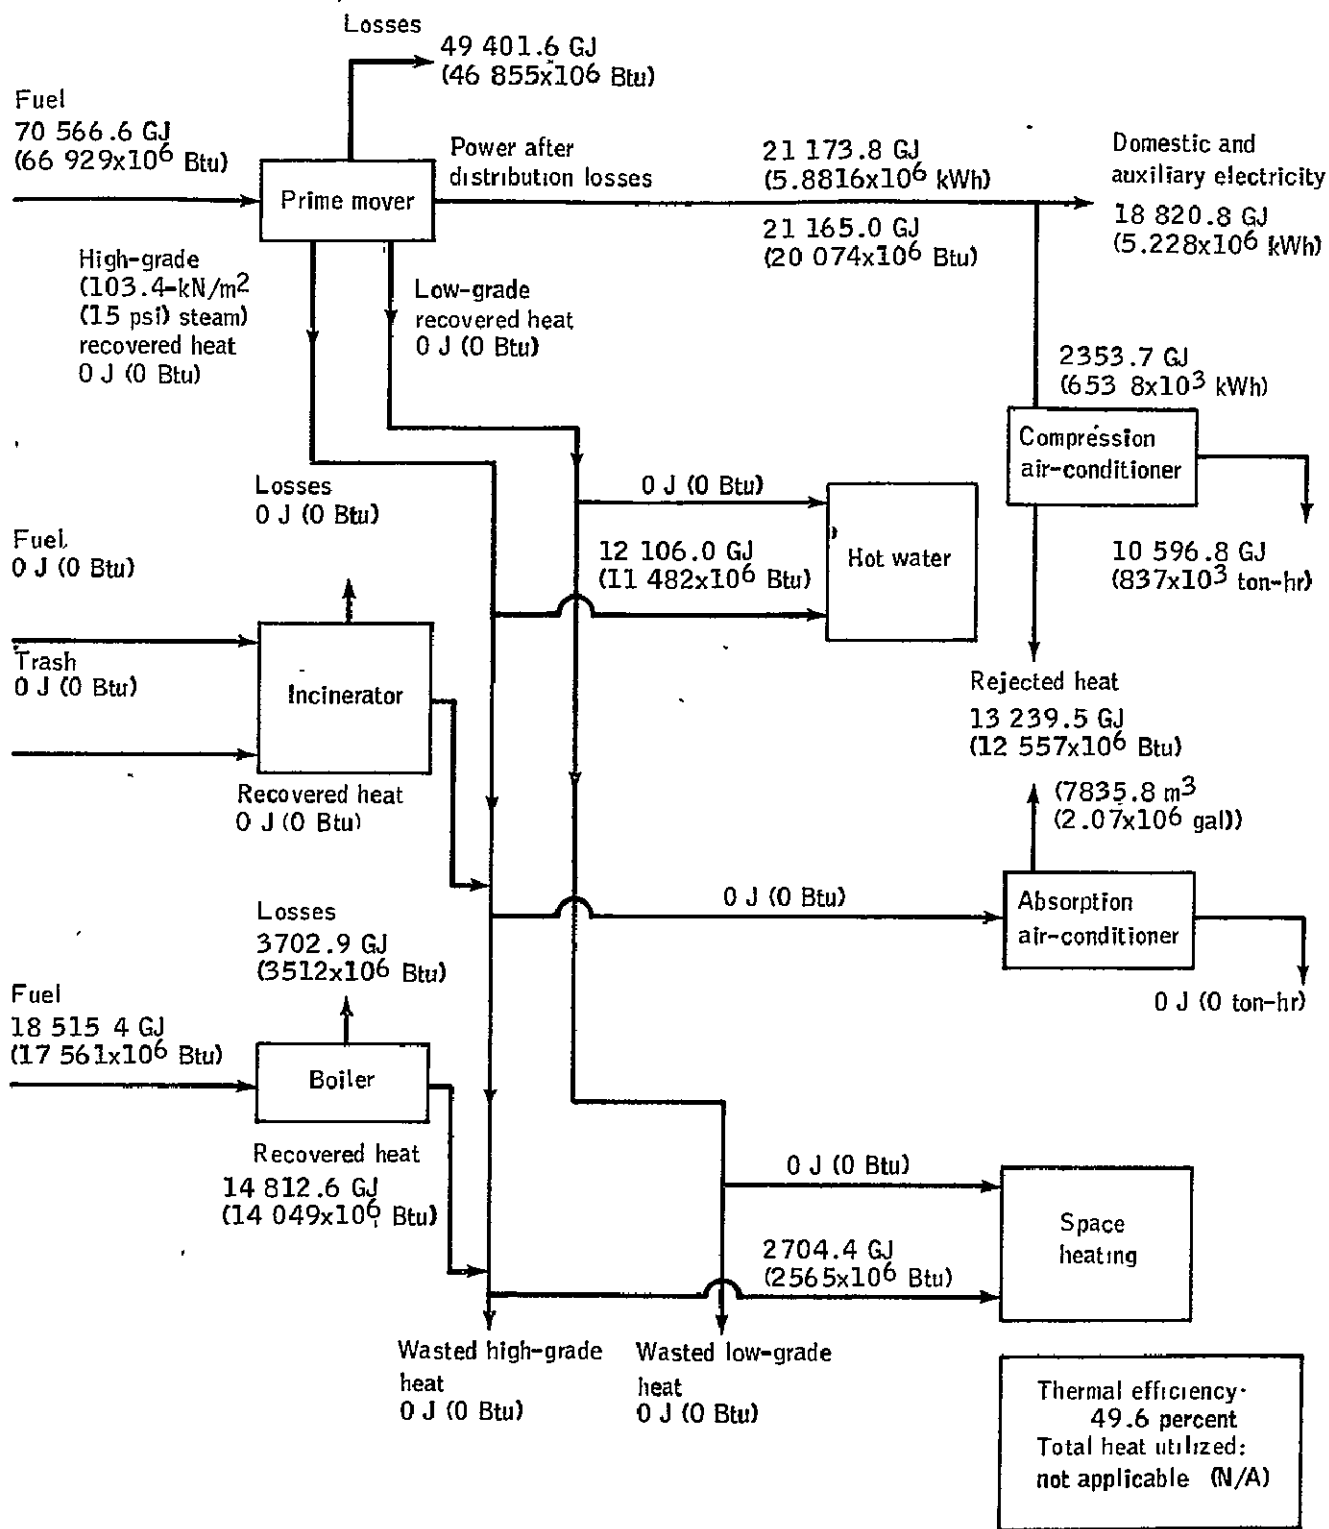 Losses
49 401.6 GJ
(46 855x10⁶ Btu)
Fuel
70 566.6 GJ
(66 929x10⁶ Btu)
Prime mover
Power after
distribution losses
21 173.8 GJ
(5.8816x10⁶ kWh)
21 165.0 GJ
(20 074x10⁶ Btu)
Domestic and
auxiliary electricity
18 820.8 GJ
(5.228x10⁶ kWh)
High-grade
(103.4-kN/m²
(15 psi) steam)
recovered heat
0 J (0 Btu)
Low-grade
recovered heat
0 J (0 Btu)
2353.7 GJ
(653 8x10³ kWh)
Compression
air-conditioner
10 596.8 GJ
(837x10³ ton-hr)
Losses
0 J (0 Btu)
0 J (0 Btu)
12 106.0 GJ
(11 482x10⁶ Btu)
Hot water
Fuel
0 J (0 Btu)
Trash
0 J (0 Btu)
Incinerator
Recovered heat
0 J (0 Btu)
Rejected heat
13 239.5 GJ
(12 557x10⁶ Btu)
(7835.8 m³
(2.07x10⁶ gal))
0 J (0 Btu)
Absorption
air-conditioner
0 J (0 ton-hr)
Losses
3702.9 GJ
(3512x10⁶ Btu)
Fuel
18 515 4 GJ
(17 561x10⁶ Btu)
Boiler
Recovered heat
14 812.6 GJ
(14 049x10⁶ Btu)
0 J (0 Btu)
2704.4 GJ
(2565x10⁶ Btu)
Space
heating
Wasted high-grade
heat
0 J (0 Btu)
Wasted low-grade
heat
0 J (0 Btu)
Thermal efficiency·
49.6 percent
Total heat utilized:
not applicable (N/A)